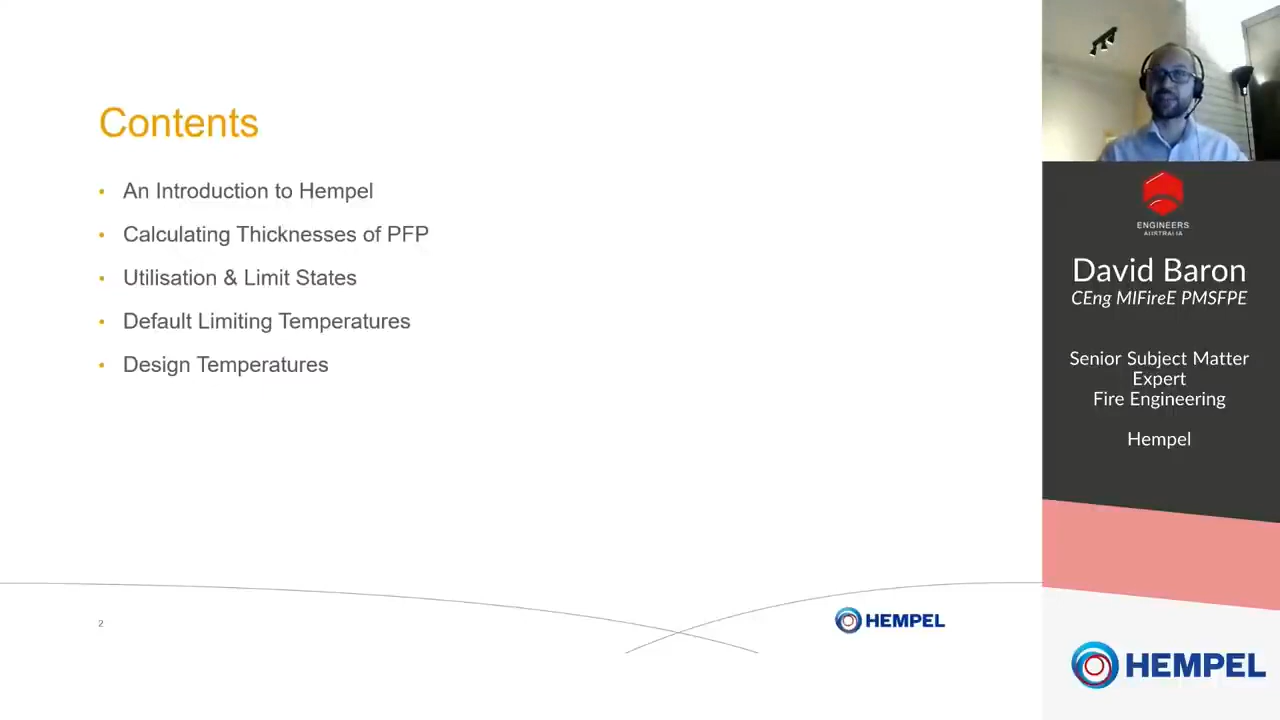 Contents
• An Introduction to Hempel
• Calculating Thicknesses of PFP
• Utilisation & Limit States
• Default Limiting Temperatures
• Design Temperatures
2
HEMPEL
ENGINEERS
AUSTRALIA
David Baron
CEng MIFireE PMSFPE
Senior Subject Matter
Expert
Fire Engineering
Hempel
HEMPEL